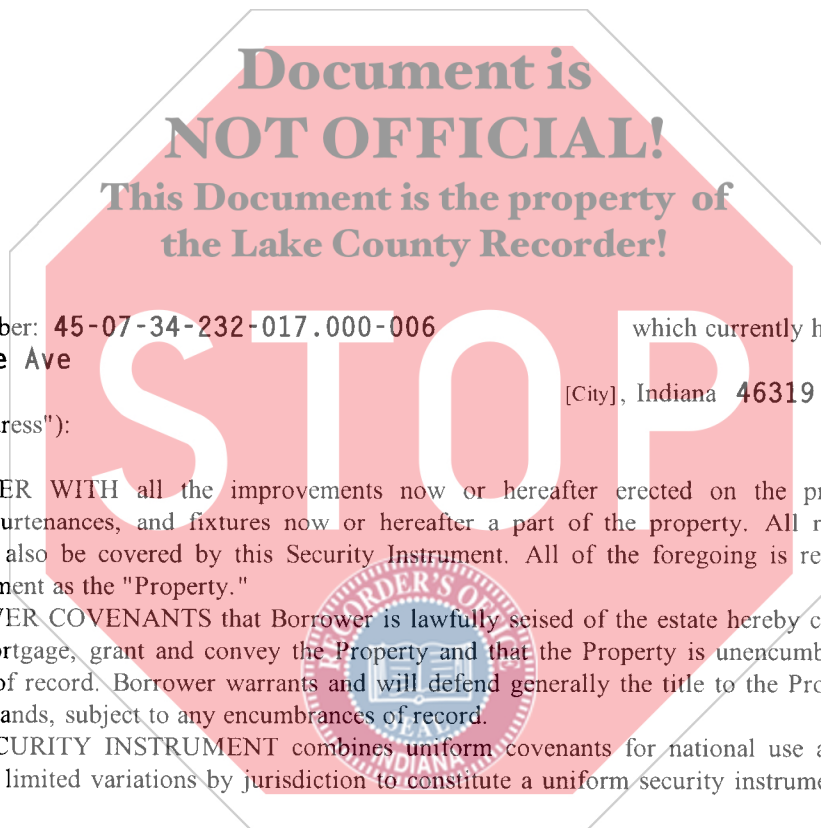 Document is
NOT OFFICIAL!
This Document is the property of
the Lake County Recorder!
ber: 45-07-34-232-017.000-006 which currently h
e Ave
[City], Indiana 46319
ress"):
STOP
ER WITH all the improvements now or hereafter erected on the pr
urtenances, and fixtures now or hereafter a part of the property. All r
also be covered by this Security Instrument. All of the foregoing is re
ment as the "Property."
VER COVENANTS that Borrower is lawfully seised of the estate hereby c
rtgage, grant and convey the Property and that the Property is unencumb
of record. Borrower warrants and will defend generally the title to the Pro
ands, subject to any encumbrances of record.
CURITY INSTRUMENT combines uniform covenants for national use a
limited variations by jurisdiction to constitute a uniform security instrume
RECORDER'S OFFICE
SEAL
INDIANA